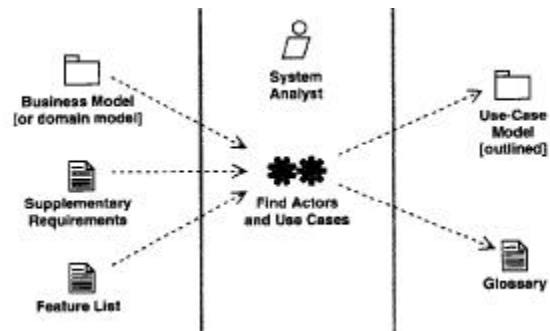 Business Model
[or domain model]
Supplementary
Requirements
Feature List
System
Analyst
Find Actors
and Use Cases
Use-Case
Model
[outlined]
Glossary